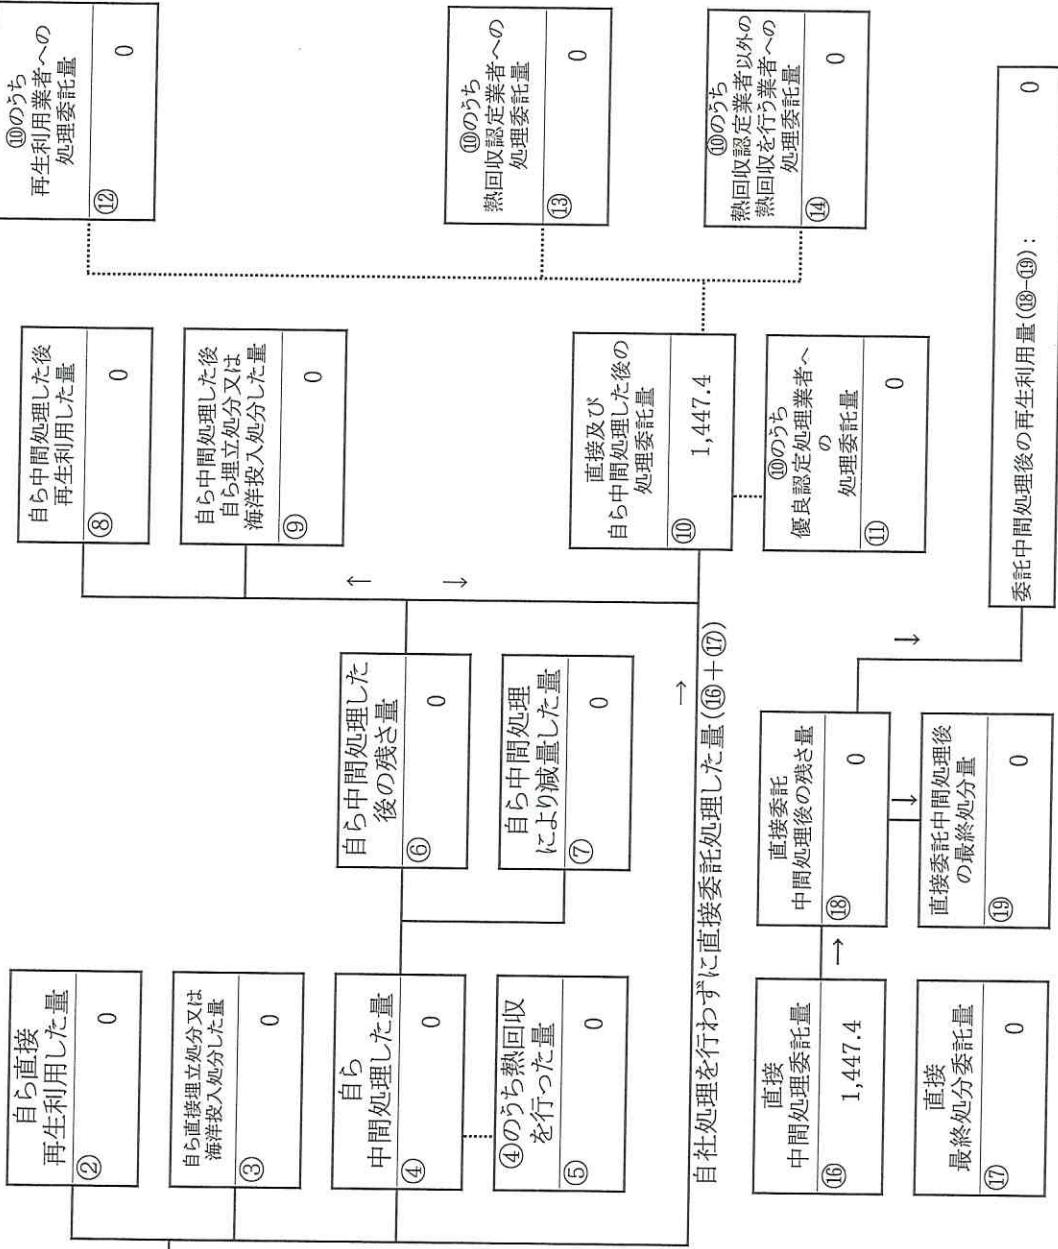 自ら直接
再生利用した量
②
0
自ら直接埋立処分又は
海洋投入処分した量
③
0
自ら
中間処理した量
④
0
④のうち熱回収
を行った量
⑤
0
自ら中間処理した
後の残さ量
⑥
0
自ら中間処理
により減量した量
⑦
0
自ら中間処理した後
再生利用した量
⑧
0
自ら中間処理した後
自ら埋立処分又は
海洋投入処分した量
⑨
0
↑
↓
直接及び
自ら中間処理した後の
処理委託量
⑩
1,447.4
⑩のうち
優良認定処理業者へ
の
処理委託量
⑪
0
⑩のうち
再生利用業者への
処理委託量
⑫
0
⑩のうち
熱回収認定業者への
処理委託量
⑬
0
⑩のうち
熱回収認定業者以外の
熱回収を行う業者への
処理委託量
⑭
0
自社処理を行わずに直接委託処理した量(⑯+⑰)
→
直接
中間処理委託量
⑯
1,447.4
→
直接
最終処分委託量
⑰
0
直接委託
中間処理後の残さ量
⑱
0
↓
直接委託中間処理後
の最終処分量
⑲
0
↓
委託中間処理後の再生利用量(⑱-⑲):
0